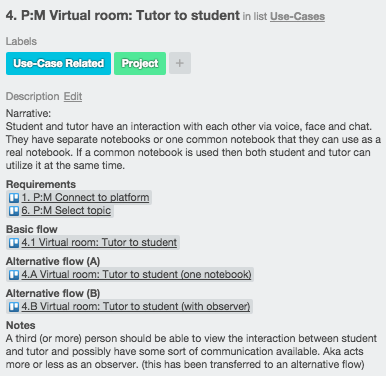 4. P:M Virtual room: Tutor to student in list Use-Cases
Labels
Use-Case Related Project +
Description Edit
Narrative:
Student and tutor have an interaction with each other via voice, face and chat.
They have separate notebooks or one common notebook that they can use as a
real notebook. If a common notebook is used then both student and tutor can
utilize it at the same time.
Requirements
1. P:M Connect to platform
6. P:M Select topic
Basic flow
4.1 Virtual room: Tutor to student
Alternative flow (A)
4.A Virtual room: Tutor to student (one notebook)
Alternative flow (B)
4.B Virtual room: Tutor to student (with observer)
Notes
A third (or more) person should be able to view the interaction between student
and tutor and possibly have some sort of communication available. Aka acts
more or less as an observer. (this has been transferred to an alternative flow)